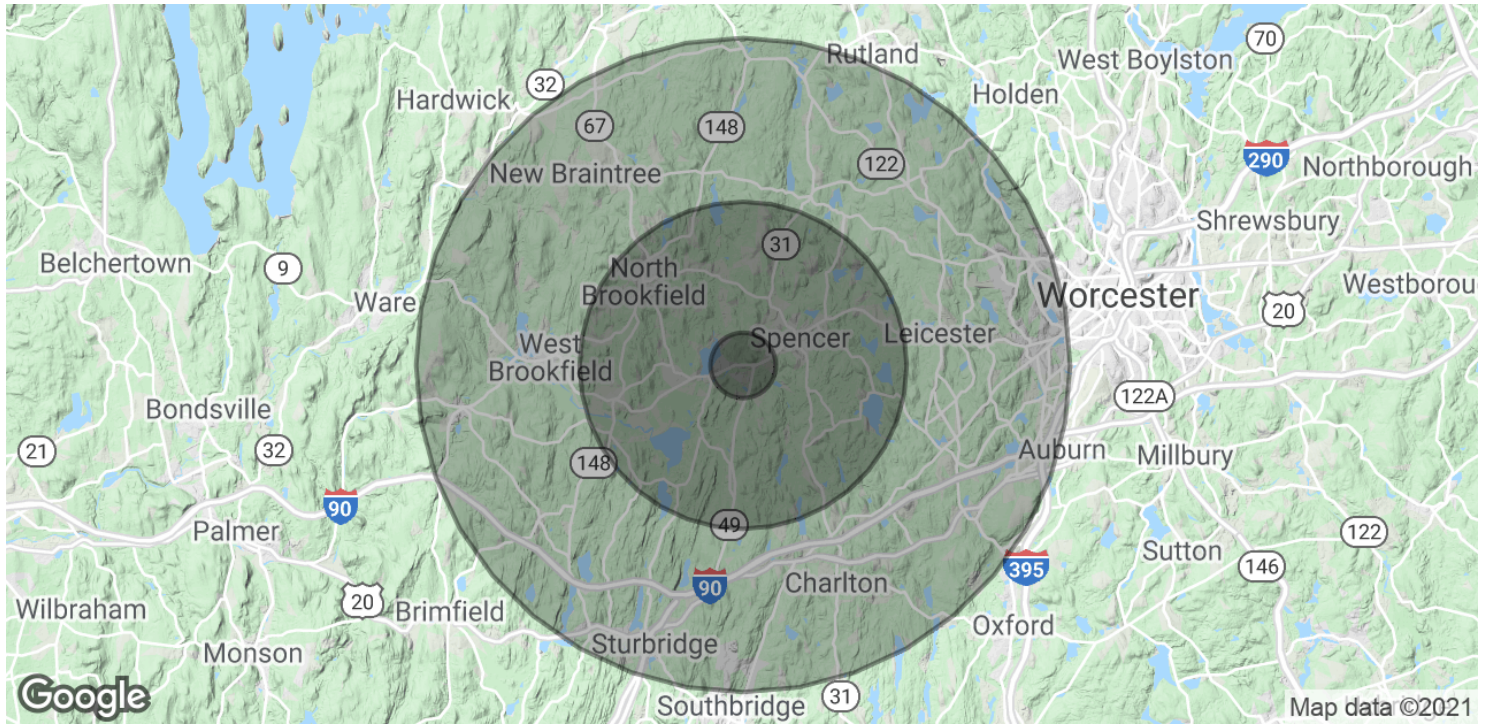 70
Rutland
West Boylston
32
Hardwick
Holden
67
148
122
290
New Braintree
Northborough
Shrewsbury
31
Belchertown
9
North
Brookfield
Ware
Worcester
Westborou
20
Spencer
Leicester
West
Brookfield
122A
Bondsville
21
32
Auburn
Millbury
148
90
49
Palmer
122
Sutton
395
146
90
Charlton
20
Wilbraham
Brimfield
Oxford
Sturbridge
Monson
Google
Southbridge
31
Map data ©2021